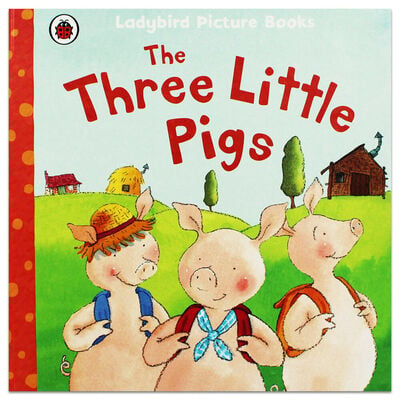 Ladybird Picture Books
The
Three Little
Pigs